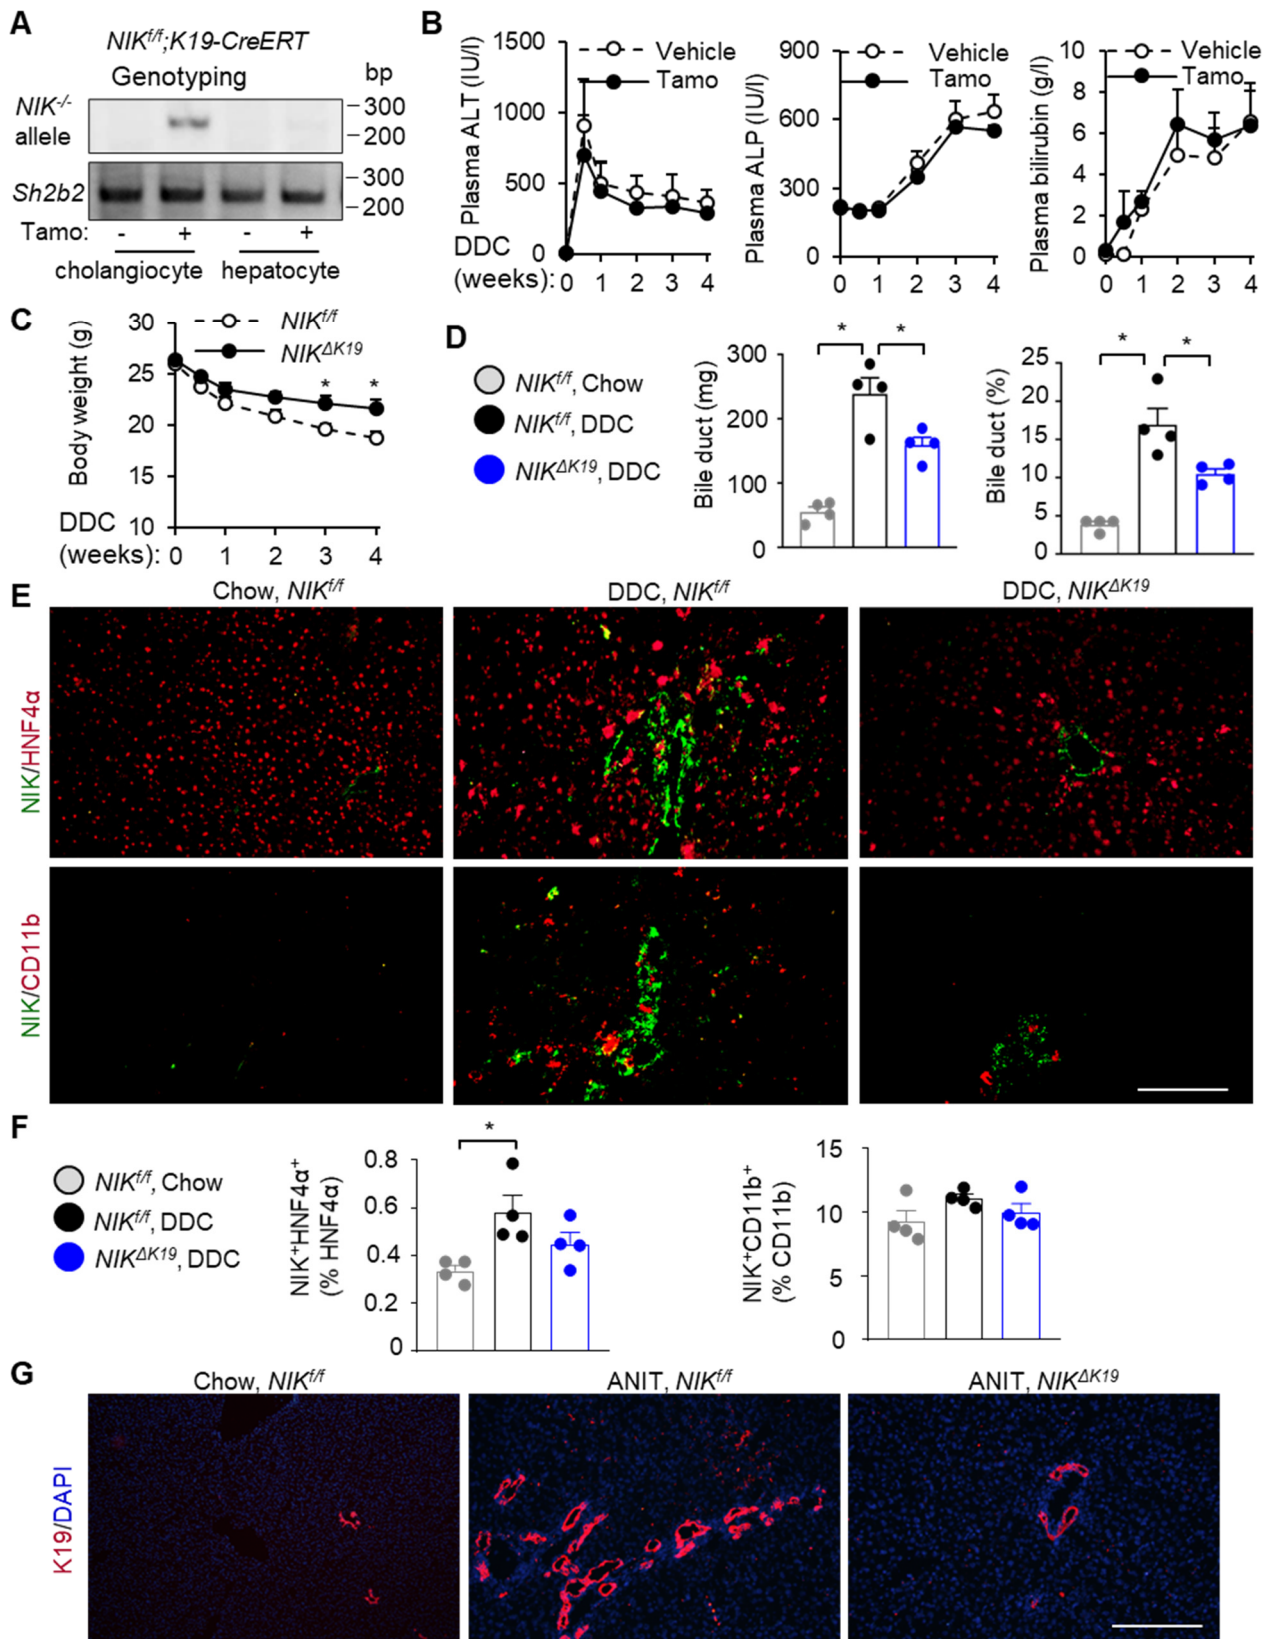 A
NIKf/f;K19-CreERT
Genotyping
bp
NIK-/-
allele
300
200
Sh2b2
300
200
Tamo: - + - +
cholangiocyte hepatocyte
B
Plasma ALT (IU/l)
1500
1000
500
0
Vehicle
Tamo
DDC
(weeks): 0 1 2 3 4
Plasma ALP (IU/l)
900
600
300
0
Vehicle
Tamo
0 1 2 3 4
Plasma bilirubin (g/l)
10
8
6
4
2
0
Vehicle
Tamo
0 1 2 3 4
C
Body weight (g)
30
25
20
15
10
NIKf/f
NIKΔK19
* *
DDC
(weeks): 0 1 2 3 4
D
NIKf/f, Chow
NIKf/f, DDC
NIKΔK19, DDC
Bile duct (mg)
300
200
100
0
* *
Bile duct (%)
25
20
15
10
5
0
* *
E
Chow, NIKf/f
DDC, NIKf/f
DDC, NIKΔK19
NIK/HNF4α
NIK/CD11b
F
NIKf/f, Chow
NIKf/f, DDC
NIKΔK19, DDC
NIK+HNF4α+
(% HNF4α)
0.8
0.6
0.4
0.2
0
*
NIK+CD11b+
(% CD11b)
15
10
5
0
G
Chow, NIKf/f
ANIT, NIKf/f
ANIT, NIKΔK19
K19/DAPI